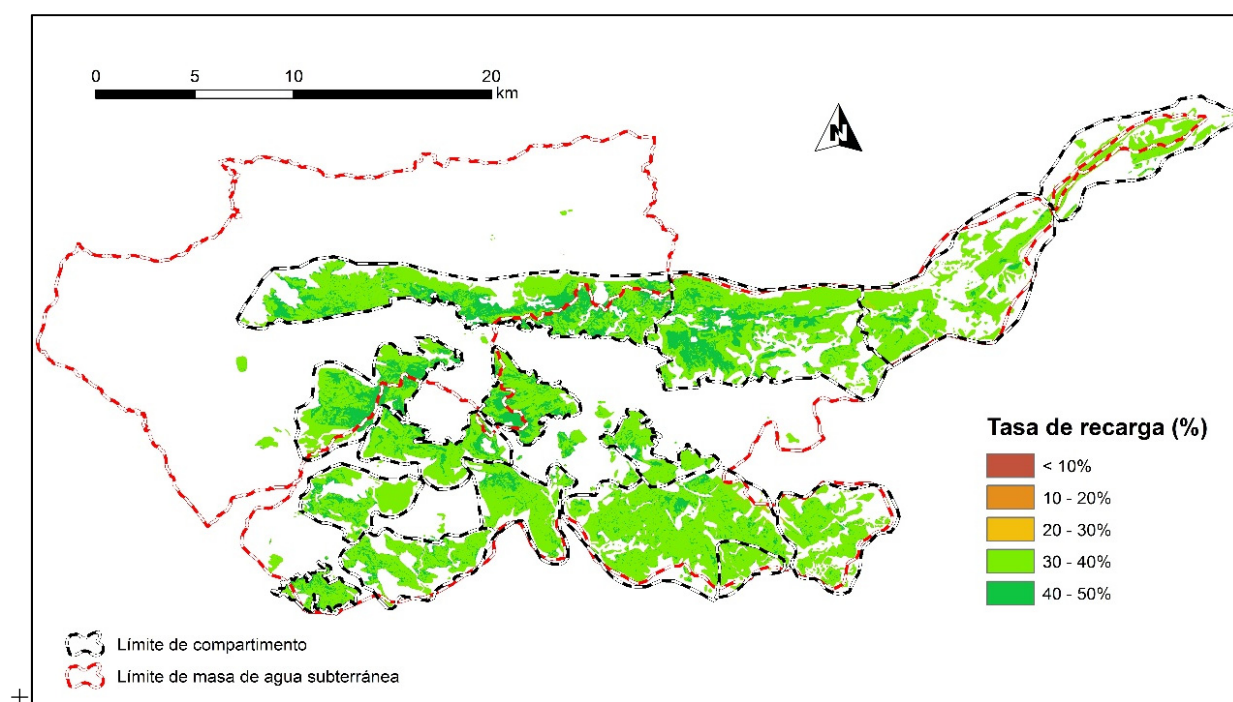 0 5 10 20
km
N
Tasa de recarga (%)
< 10%
10 - 20%
20 - 30%
30 - 40%
40 - 50%
Límite de compartimento
Límite de masa de agua subterránea